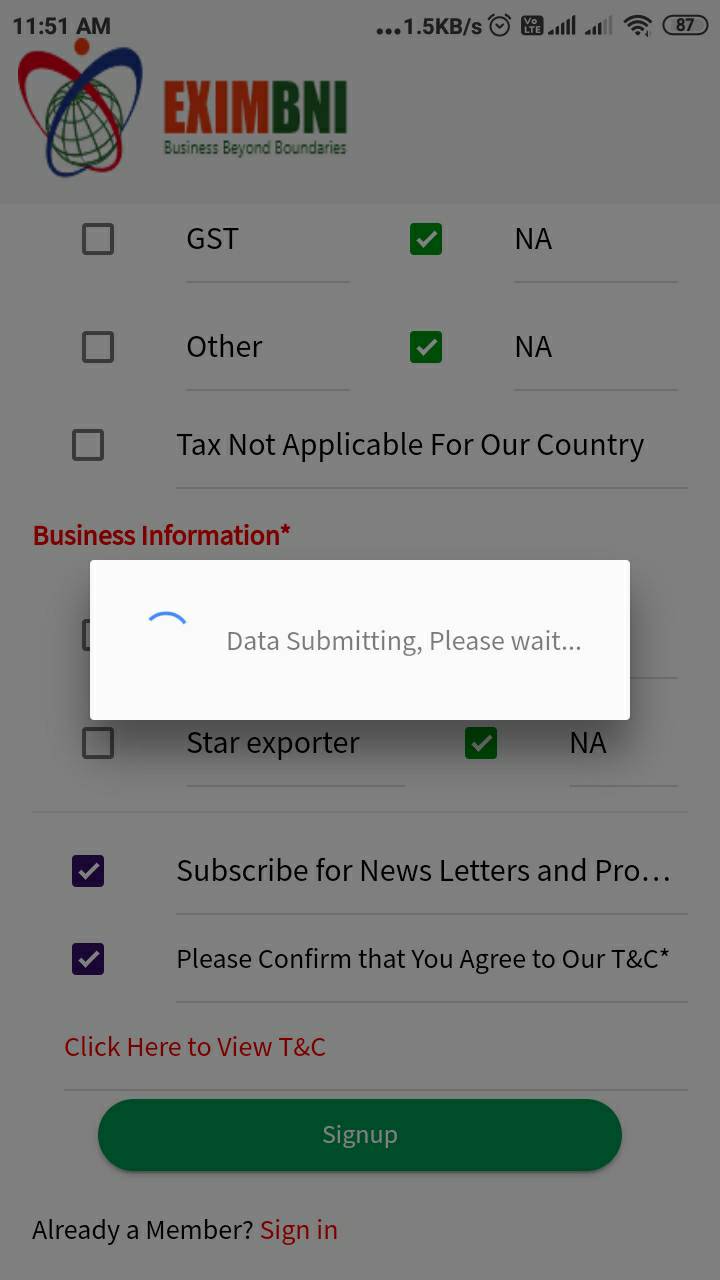 11:51 AM
...1.5KB/s
Vo
LTE
87
EXIMBNI
Business Beyond Boundaries
GST
NA
Other
NA
Tax Not Applicable For Our Country
Business Information*
Data Submitting, Please wait...
Star exporter
NA
Subscribe for News Letters and Pro...
Please Confirm that You Agree to Our T&C*
Click Here to View T&C
Signup
Already a Member? Sign in